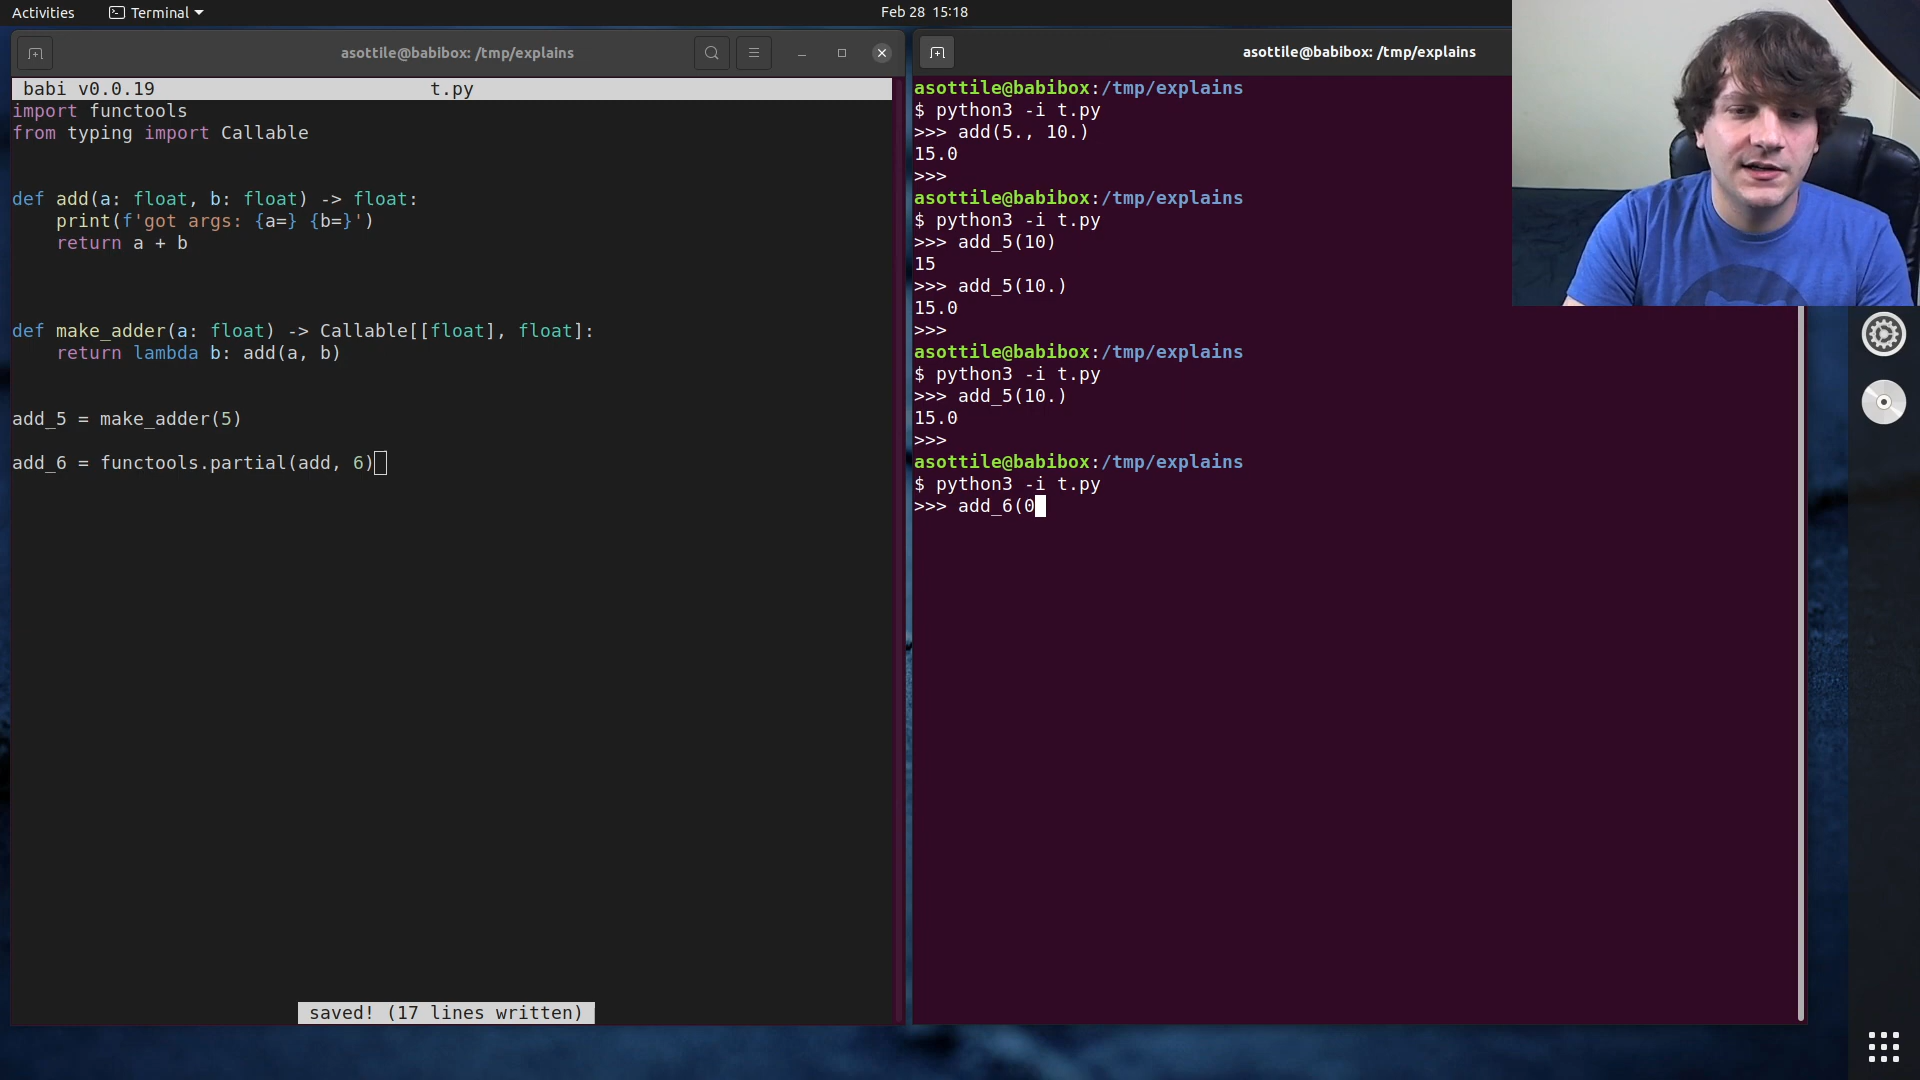 Activities
Terminal
Feb 28 15:18
asottile@babibox: /tmp/explains
babi v0.0.19 t.py
import functools
from typing import Callable
def add(a: float, b: float) -> float:
    print(f'got args: {a=} {b=}')
    return a + b
def make_adder(a: float) -> Callable[[float], float]:
    return lambda b: add(a, b)
add_5 = make_adder(5)
add_6 = functools.partial(add, 6)
saved! (17 lines written)
asottile@babibox: /tmp/explains
asottile@babibox:/tmp/explains
$ python3 -i t.py
>>> add(5., 10.)
15.0
>>>
asottile@babibox:/tmp/explains
$ python3 -i t.py
>>> add_5(10)
15
>>> add_5(10.)
15.0
>>>
asottile@babibox:/tmp/explains
$ python3 -i t.py
>>> add_5(10.)
15.0
>>>
asottile@babibox:/tmp/explains
$ python3 -i t.py
>>> add_6(0